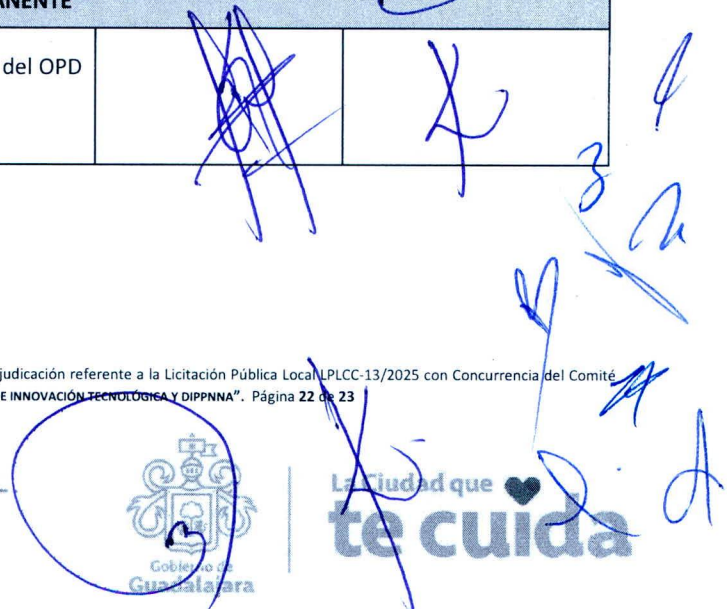 ANENTE
del OPD
judicación referente a la Licitación Pública Local LPLCC-13/2025 con Concurrencia del Comité
E INNOVACIÓN TECNOLÓGICA Y DIPPNNA". Página 22 de 23
Gobierno de
Guadalajara
La Ciudad que
te cuida